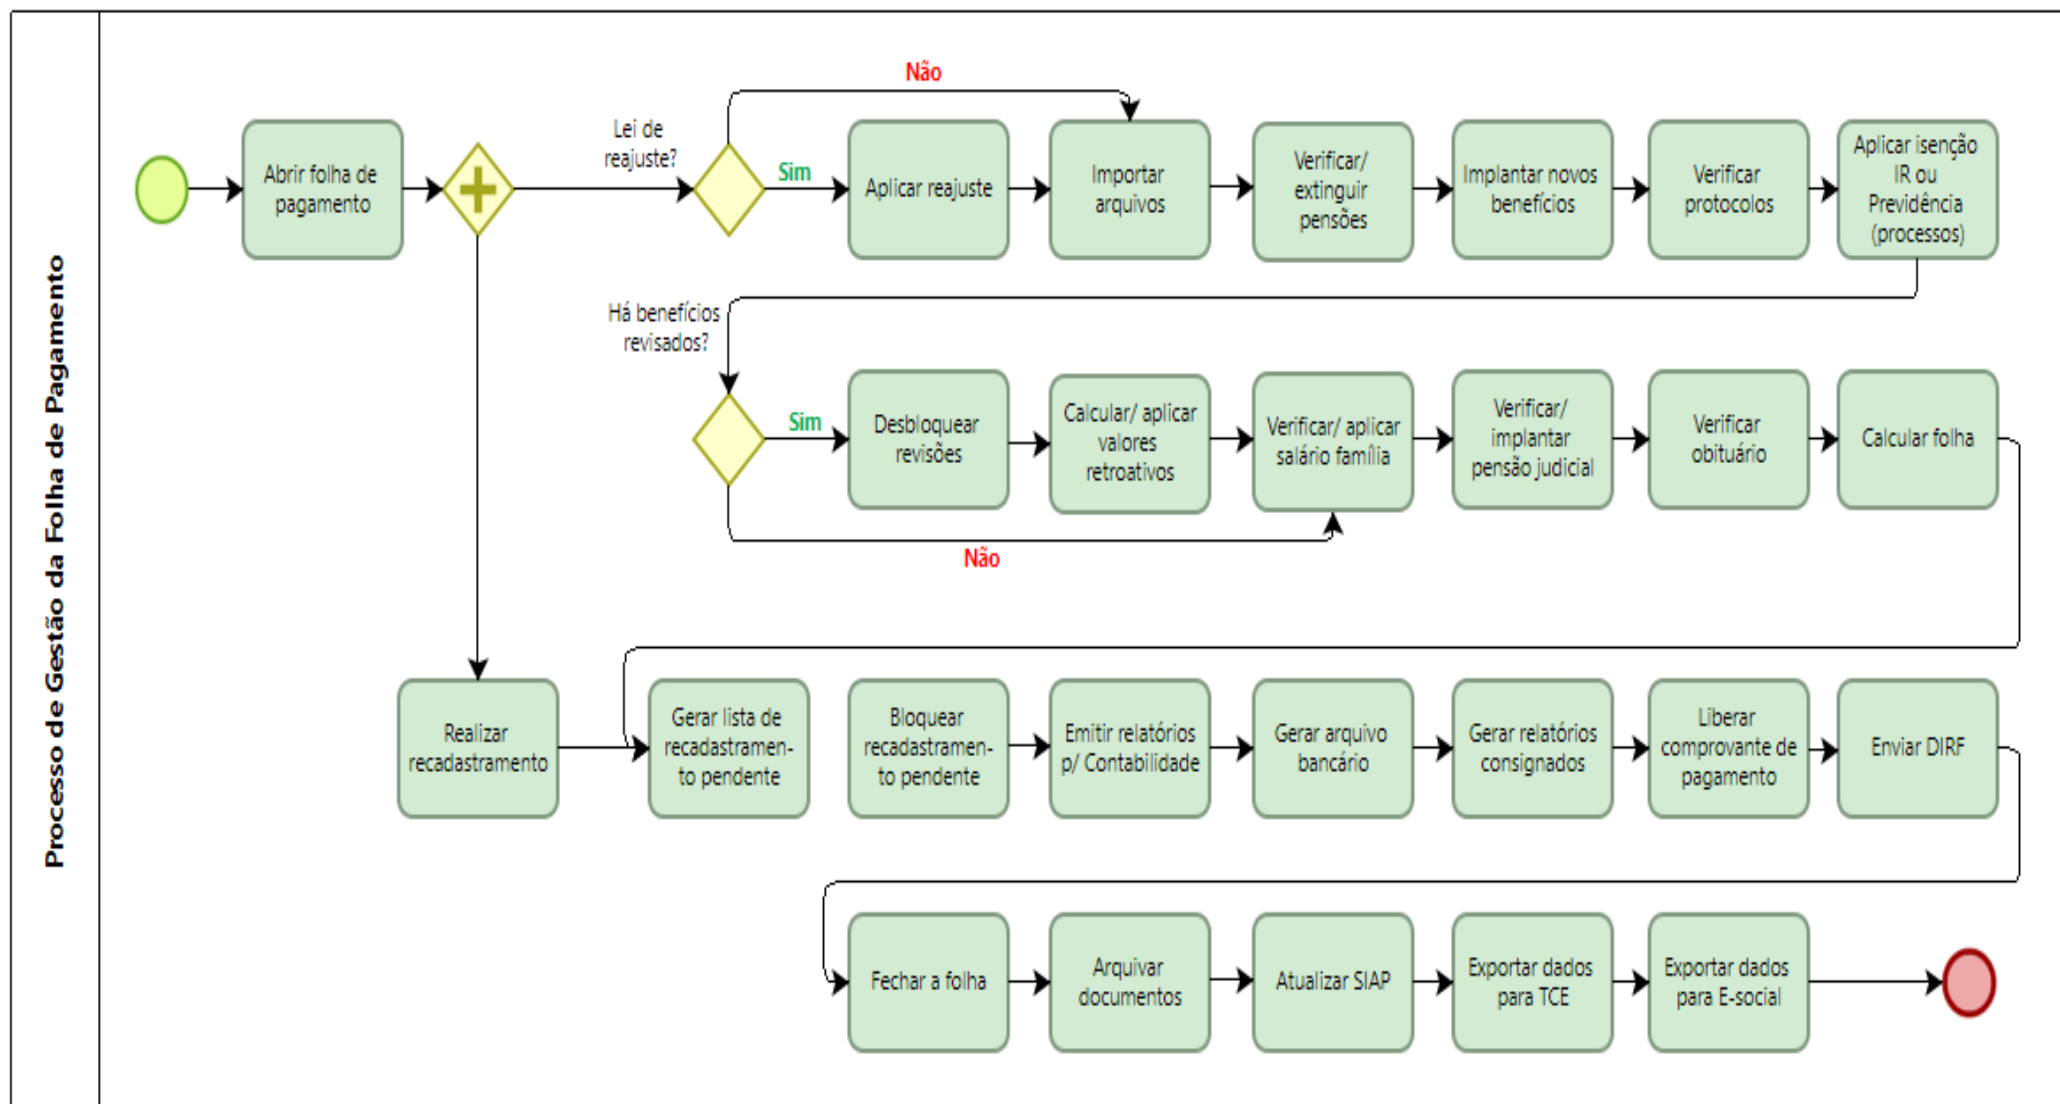 Processo de Gestão da Folha de Pagamento
Não
Abrir folha de
pagamento
Lei de
reajuste?
Sim
Aplicar reajuste
Importar
arquivos
Verificar/
extinguir
pensões
Implantar novos
benefícios
Verificar
protocolos
Aplicar isenção
IR ou
Previdência
(processos)
Há benefícios
revisados?
Sim
Desbloquear
revisões
Calcular/ aplicar
valores
retroativos
Verificar/ aplicar
salário família
Verificar/
implantar
pensão judicial
Verificar
obituário
Calcular folha
Não
Realizar
recadastramento
Gerar lista de
recadastramen-
to pendente
Bloquear
recadastramen-
to pendente
Emitir relatórios
p/ Contabilidade
Gerar arquivo
bancário
Gerar relatórios
consignados
Liberar
comprovante de
pagamento
Enviar DIRF
Fechar a folha
Arquivar
documentos
Atualizar SIAP
Exportar dados
para TCE
Exportar dados
para E-social